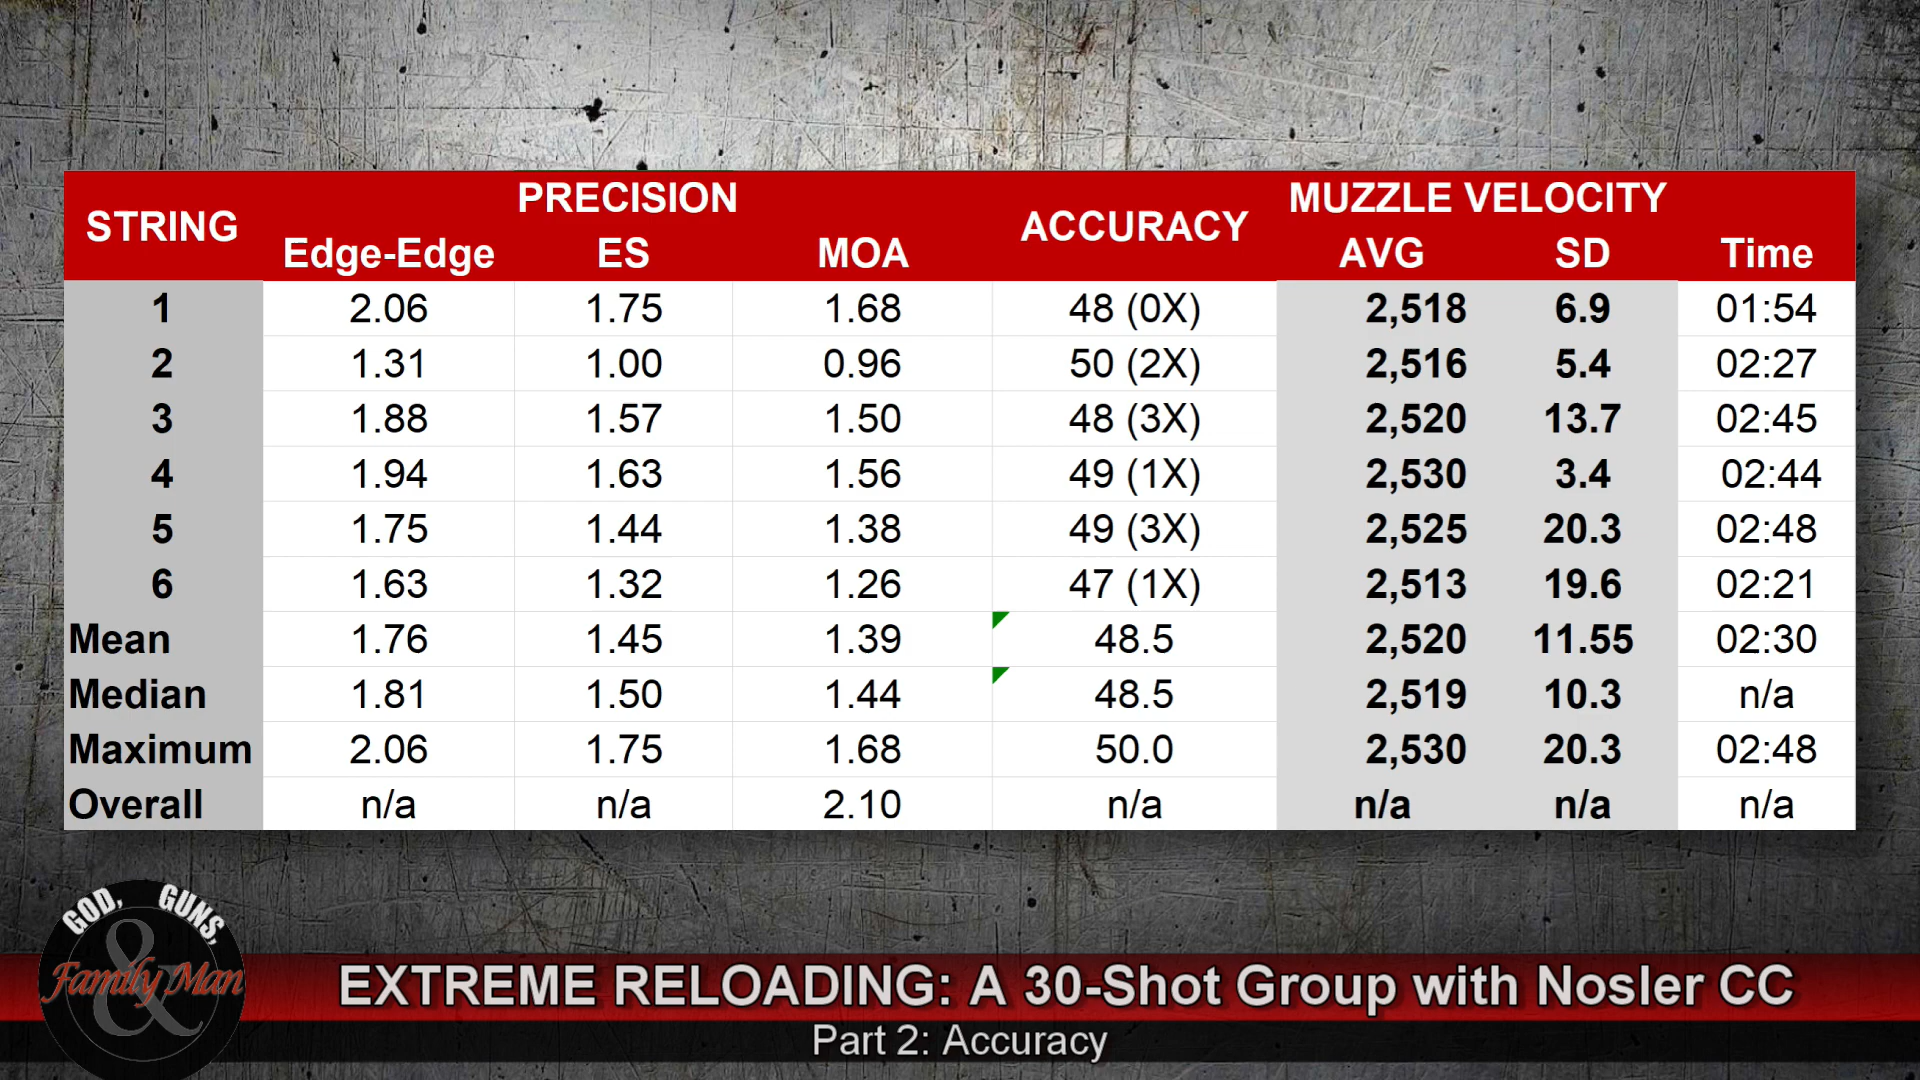 STRING PRECISION ACCURACY MUZZLE VELOCITY
Edge-Edge ES MOA AVG SD Time
1 2.06 1.75 1.68 48 (0X) 2,518 6.9 01:54
2 1.31 1.00 0.96 50 (2X) 2,516 5.4 02:27
3 1.88 1.57 1.50 48 (3X) 2,520 13.7 02:45
4 1.94 1.63 1.56 49 (1X) 2,530 3.4 02:44
5 1.75 1.44 1.38 49 (3X) 2,525 20.3 02:48
6 1.63 1.32 1.26 47 (1X) 2,513 19.6 02:21
Mean 1.76 1.45 1.39 48.5 2,520 11.55 02:30
Median 1.81 1.50 1.44 48.5 2,519 10.3 n/a
Maximum 2.06 1.75 1.68 50.0 2,530 20.3 02:48
Overall n/a n/a 2.10 n/a n/a n/a n/a
GOD, GUNS,
&
Family Man
EXTREME RELOADING: A 30-Shot Group with Nosler CC
Part 2: Accuracy